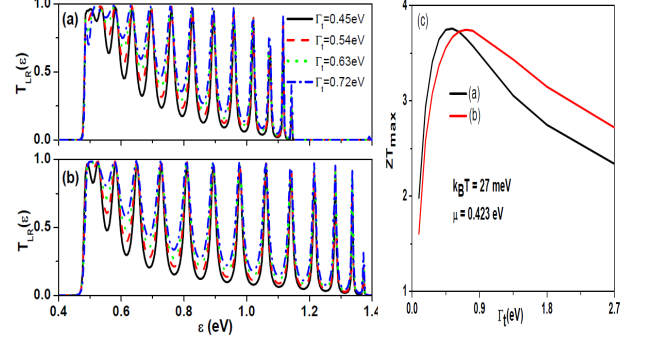 (a)
Γt=0.45eV
Γt=0.54eV
Γt=0.63eV
Γt=0.72eV
TLR(ε)
1.0
0.5
0.0
(b)
TLR(ε)
1.0
0.5
0.0
0.4 0.6 0.8 1.0 1.2 1.4
ε (eV)
(c)
ZTmax
4
3
2
1
(a)
(b)
kBT = 27 meV
μ = 0.423 eV
0.0 0.9 1.8 2.7
Γt(eV)